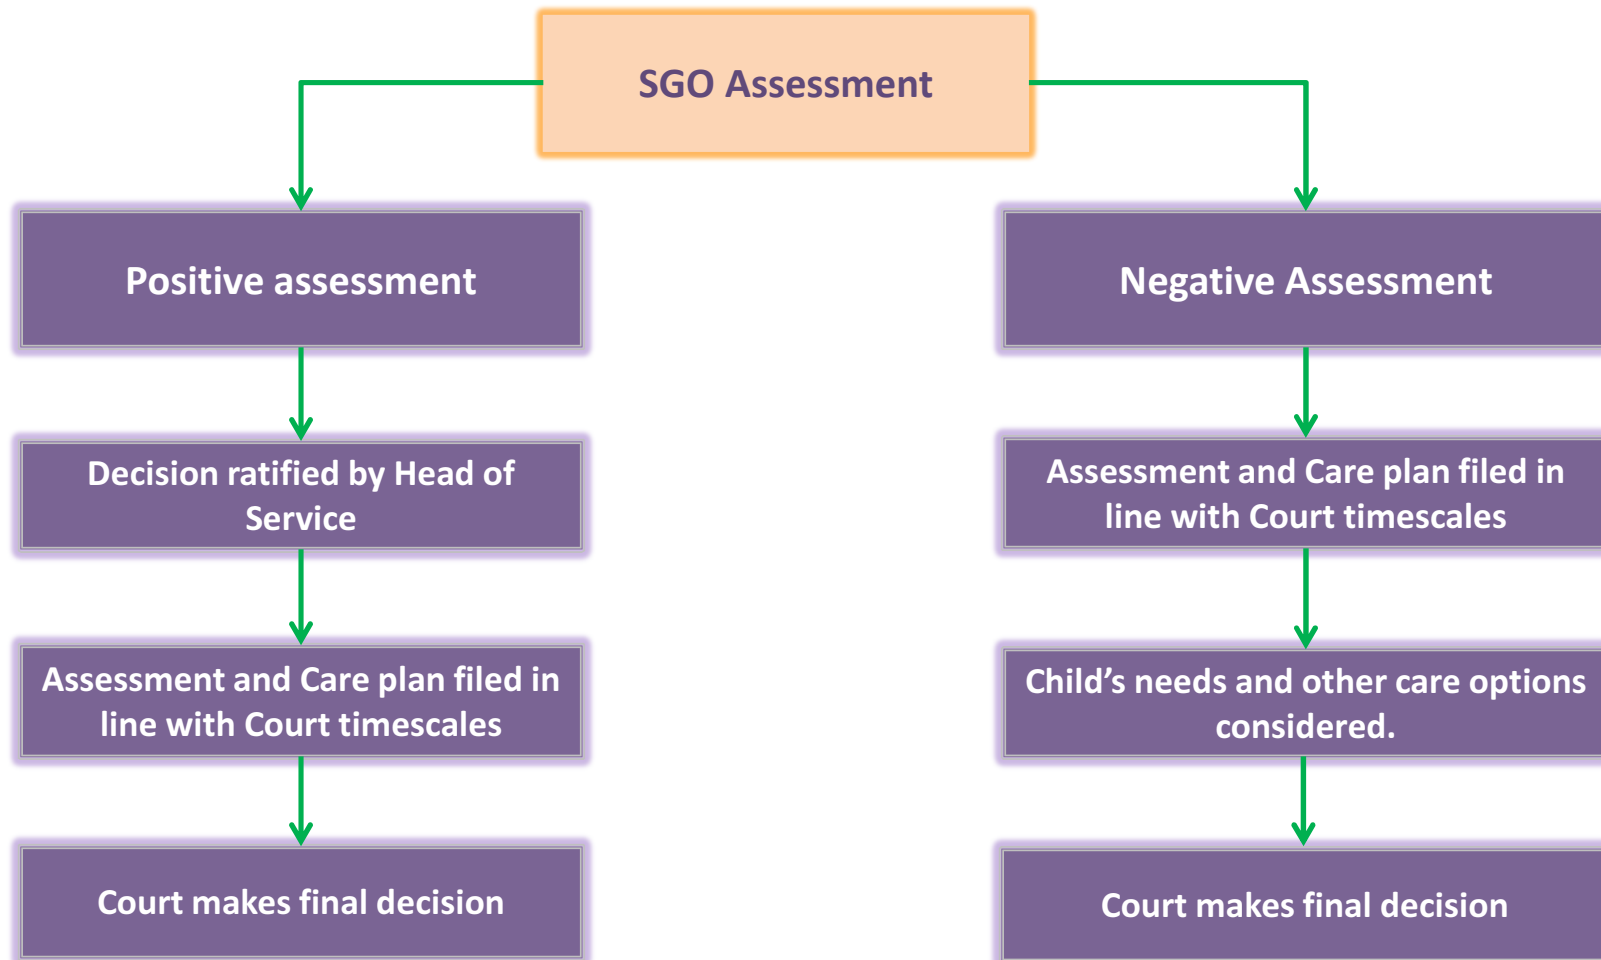 SGO Assessment
Positive assessment
Decision ratified by Head of
Service
Assessment and Care plan filed in
line with Court timescales
Court makes final decision
Negative Assessment
Assessment and Care plan filed in
line with Court timescales
Child’s needs and other care options
considered.
Court makes final decision